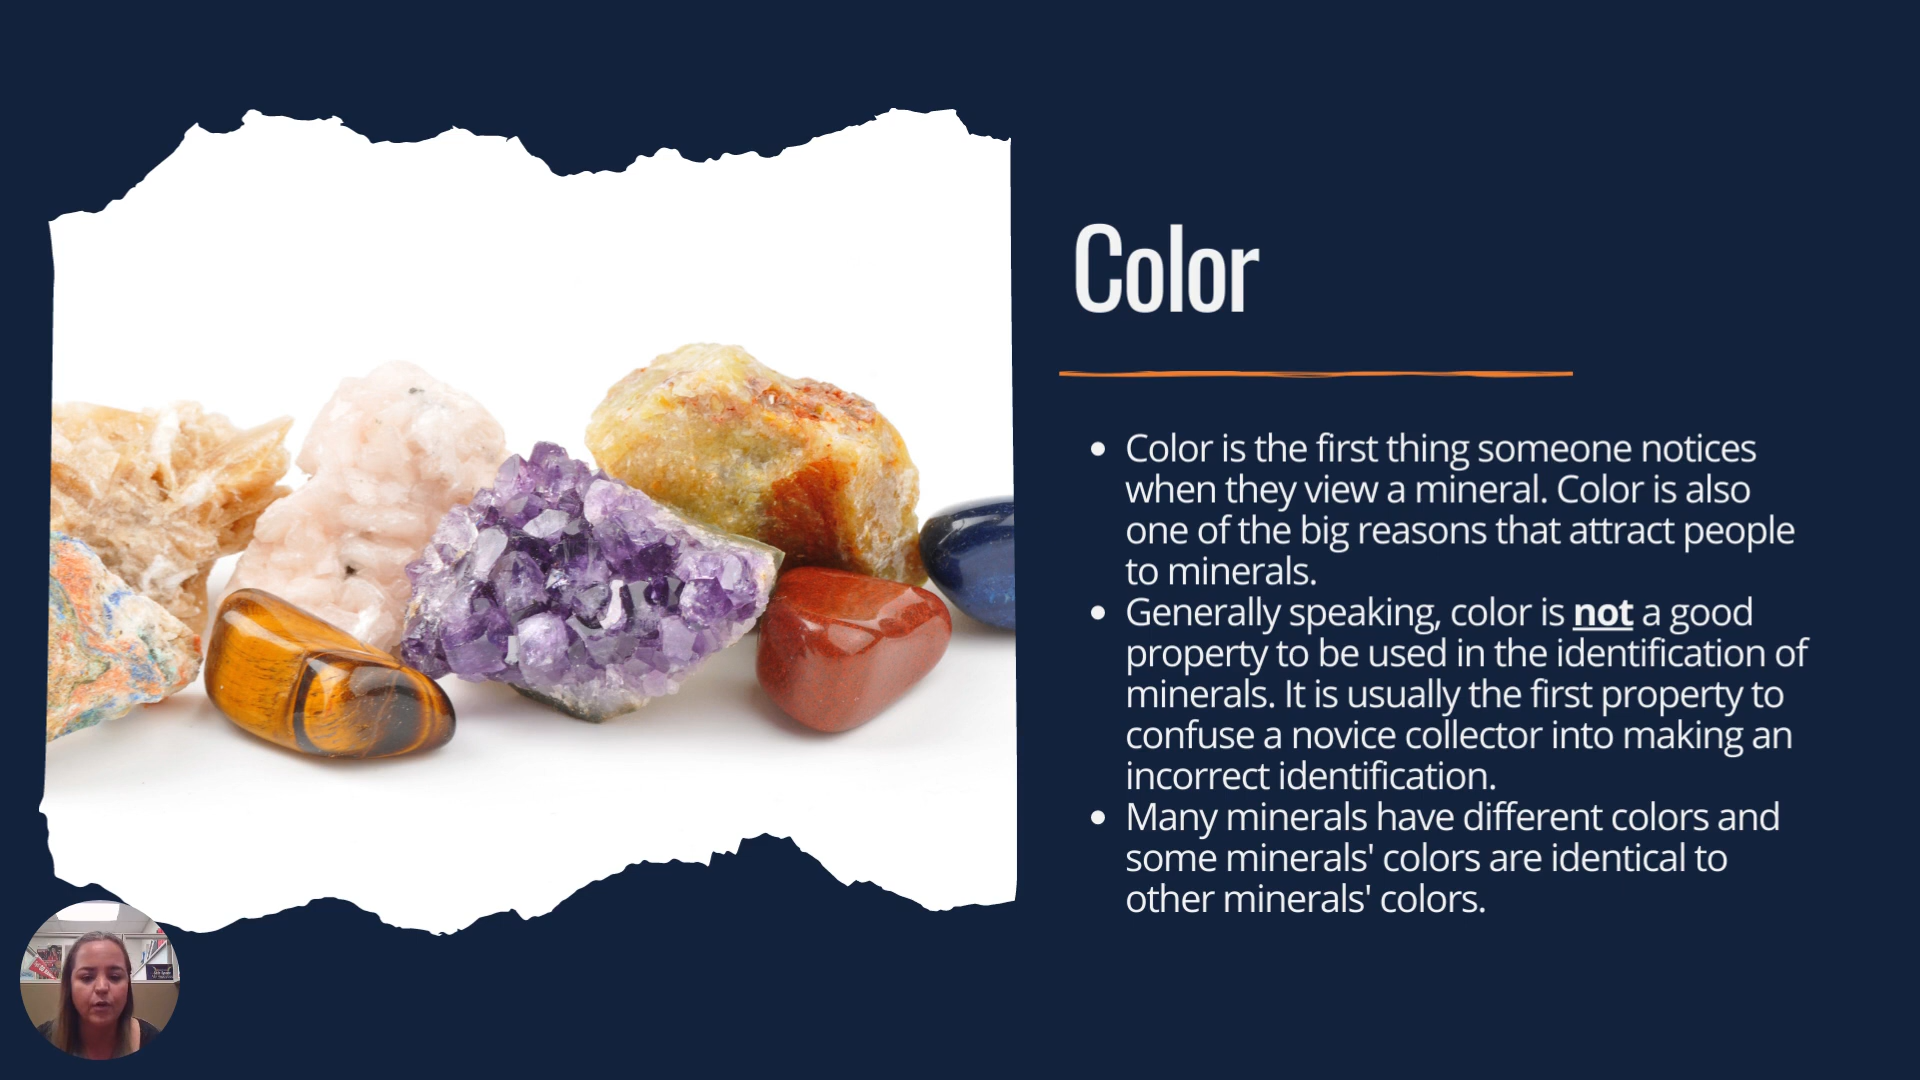 Color
• Color is the first thing someone notices
when they view a mineral. Color is also
one of the big reasons that attract people
to minerals.
• Generally speaking, color is not a good
property to be used in the identification of
minerals. It is usually the first property to
confuse a novice collector into making an
incorrect identification.
• Many minerals have different colors and
some minerals' colors are identical to
other minerals' colors.